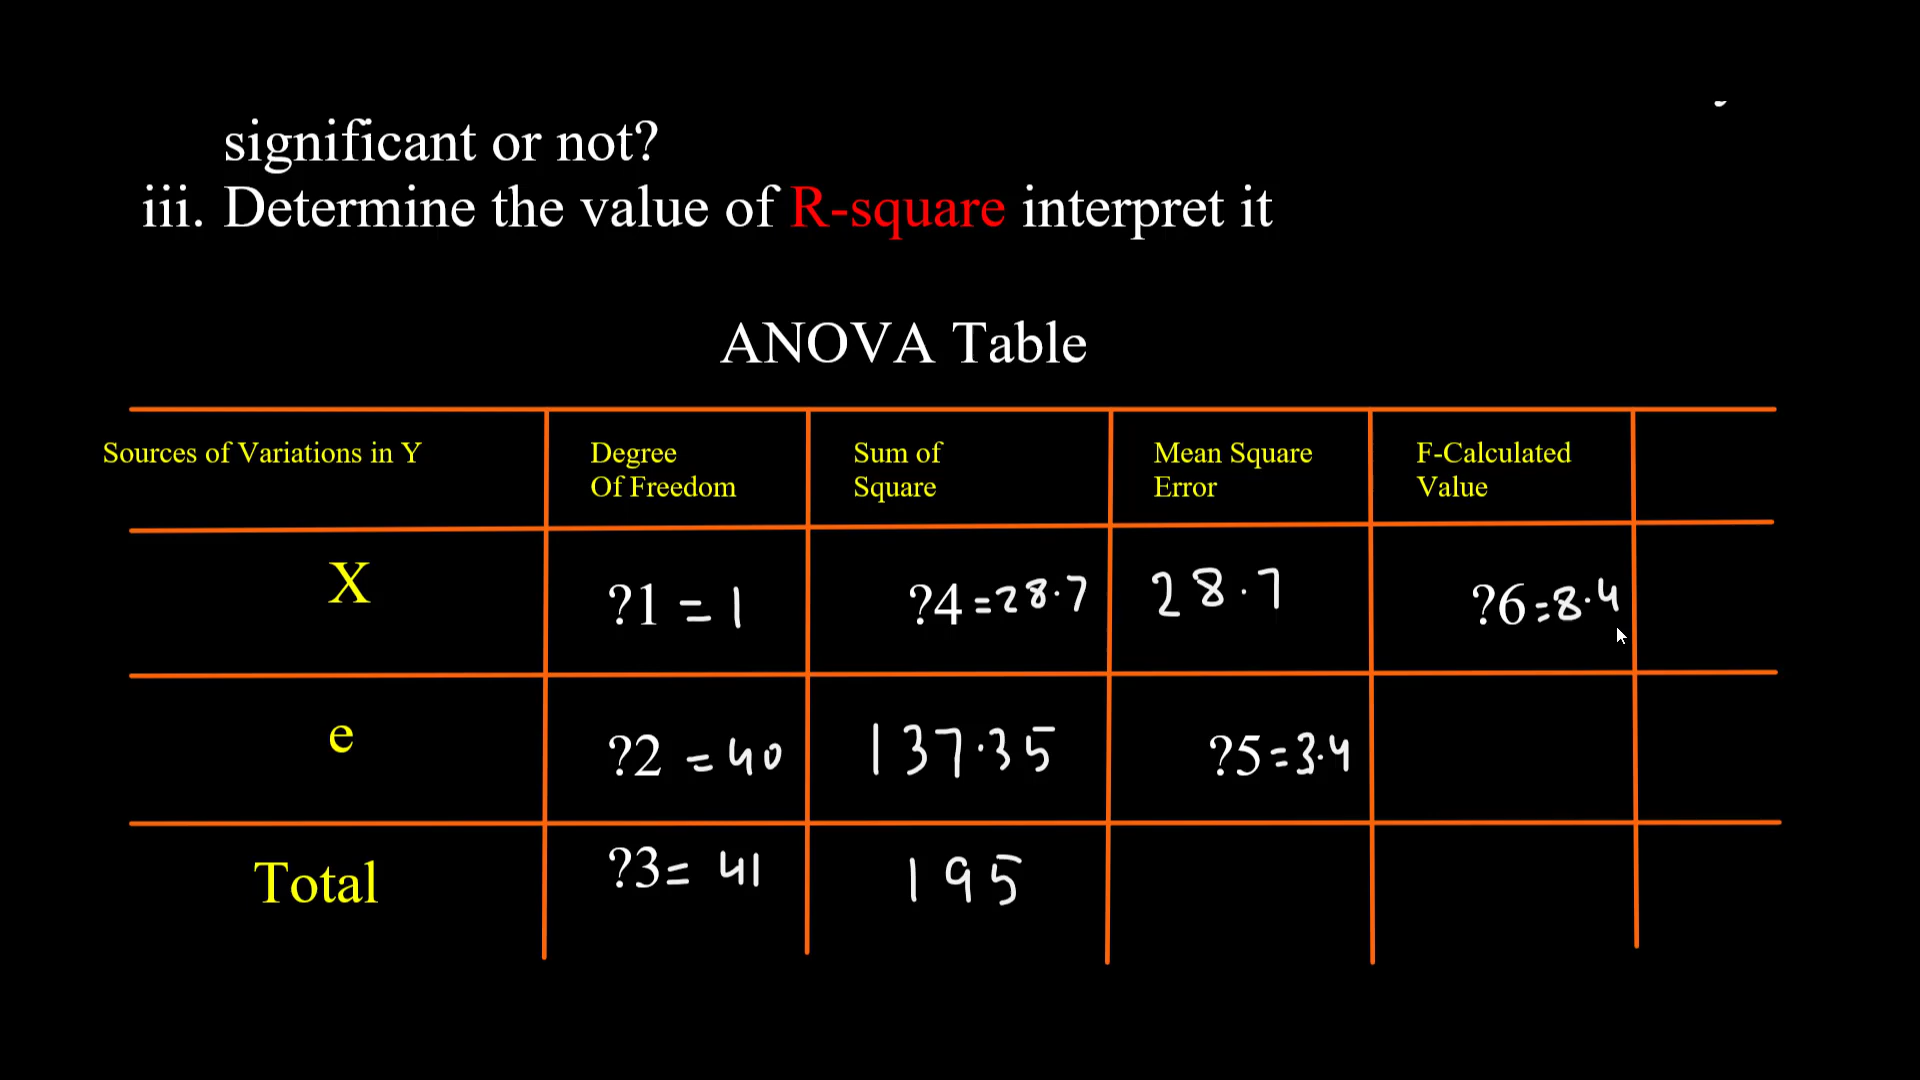 significant or not?
iii. Determine the value of R-square interpret it
ANOVA Table
Sources of Variations in Y
Degree
Of Freedom
Sum of
Square
Mean Square
Error
F-Calculated
Value
X
?1 = 1
?4 =28.7
28.7
?6=8.4
e
?2 = 40
137.35
?5=3.4
Total
?3= 41
195